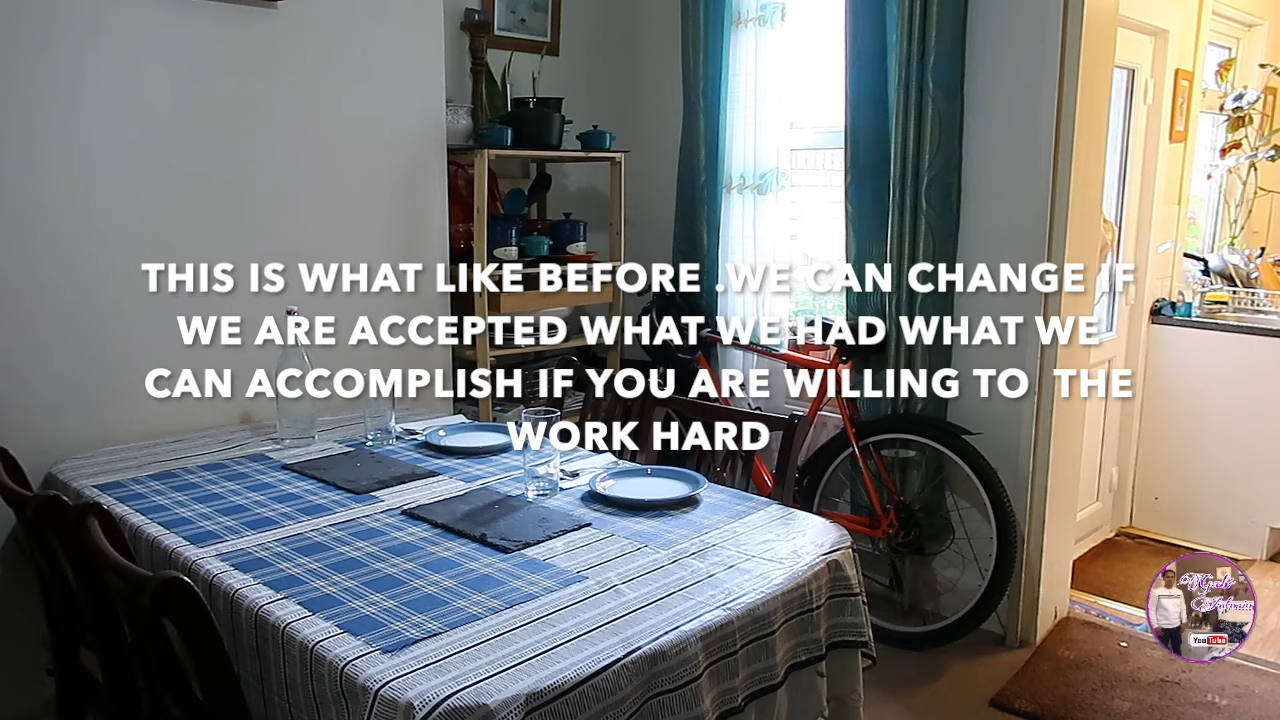 THIS IS WHAT LIKE BEFORE .WE CAN CHANGE IF
WE ARE ACCEPTED WHAT WE HAD WHAT WE
CAN ACCOMPLISH IF YOU ARE WILLING TO THE
WORK HARD
YouTube